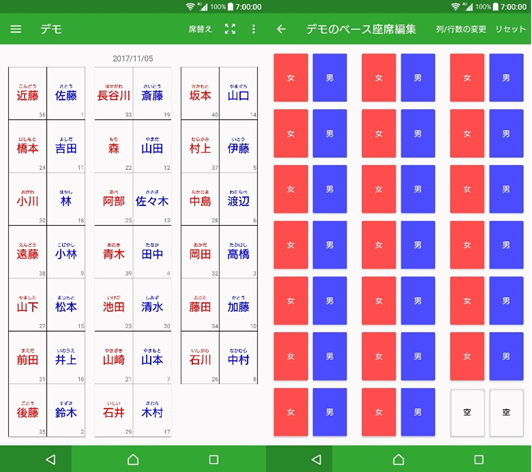 100% 7:00:00
デモ 席替え
2017/11/05
こんどう さとう はせがわ さいとう さかもと やまぐち
近藤 佐藤 長谷川 斎藤 坂本 山口
36 1 33 19 40 14
はしもと よしだ もり やまだ むらかみ いとう
橋本 吉田 森 山田 村上 伊藤
24 11 22 12 37 5
おがわ はやし あべ ささき なかじま わたなべ
小川 林 阿部 佐々木 中島 渡辺
30 18 25 13 28 6
えんどう こばやし あおき たなか おかだ たかはし
遠藤 小林 青木 田中 岡田 高橋
38 9 39 4 32 3
やました まつもと いけだ しみず ふじた かとう
山下 松本 池田 清水 藤田 加藤
27 15 23 20 34 10
まえだ いのうえ やまざき やまもと いしかわ なかむら
前田 井上 山崎 山本 石川 中村
31 16 21 7 26 8
ごとう すずき いしい きむら
後藤 鈴木 石井 木村
35 2 29 17
100% 7:00:00
デモのベース座席編集 列/行数の変更 リセット
女 男 女 男 女 男
女 男 女 男 女 男
女 男 女 男 女 男
女 男 女 男 女 男
女 男 女 男 女 男
女 男 女 男 女 男
女 男 女 男 空 空